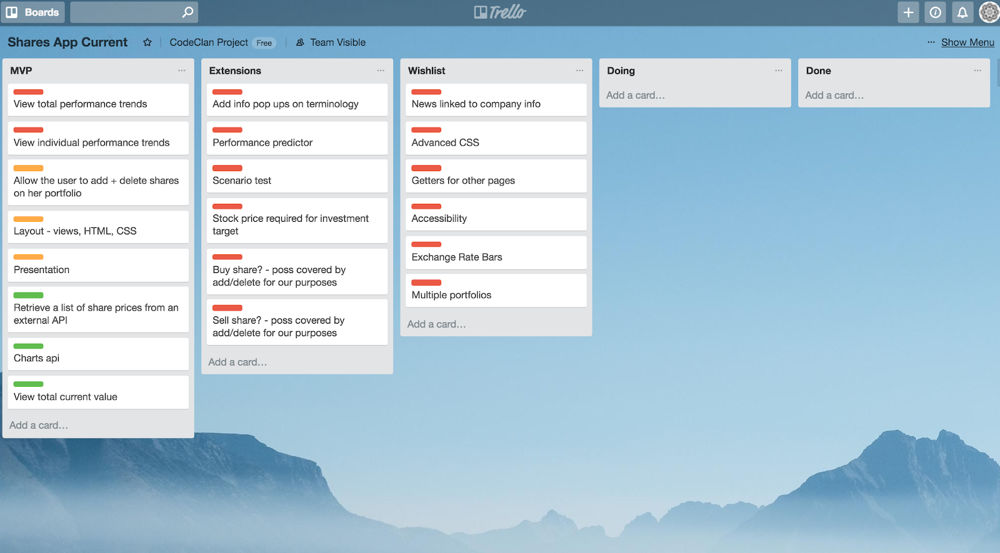 Boards
Trello
Shares App Current
CodeClan Project Free
Team Visible
... Show Menu
MVP
View total performance trends
View individual performance trends
Allow the user to add + delete shares
on her portfolio
Layout - views, HTML, CSS
Presentation
Retrieve a list of share prices from an
external API
Charts api
View total current value
Add a card...
Extensions
Add info pop ups on terminology
Performance predictor
Scenario test
Stock price required for investment
target
Buy share? - poss covered by
add/delete for our purposes
Sell share? - poss covered by
add/delete for our purposes
Add a card...
Wishlist
News linked to company info
Advanced CSS
Getters for other pages
Accessibility
Exchange Rate Bars
Multiple portfolios
Add a card...
Doing
Add a card...
Done
Add a card...